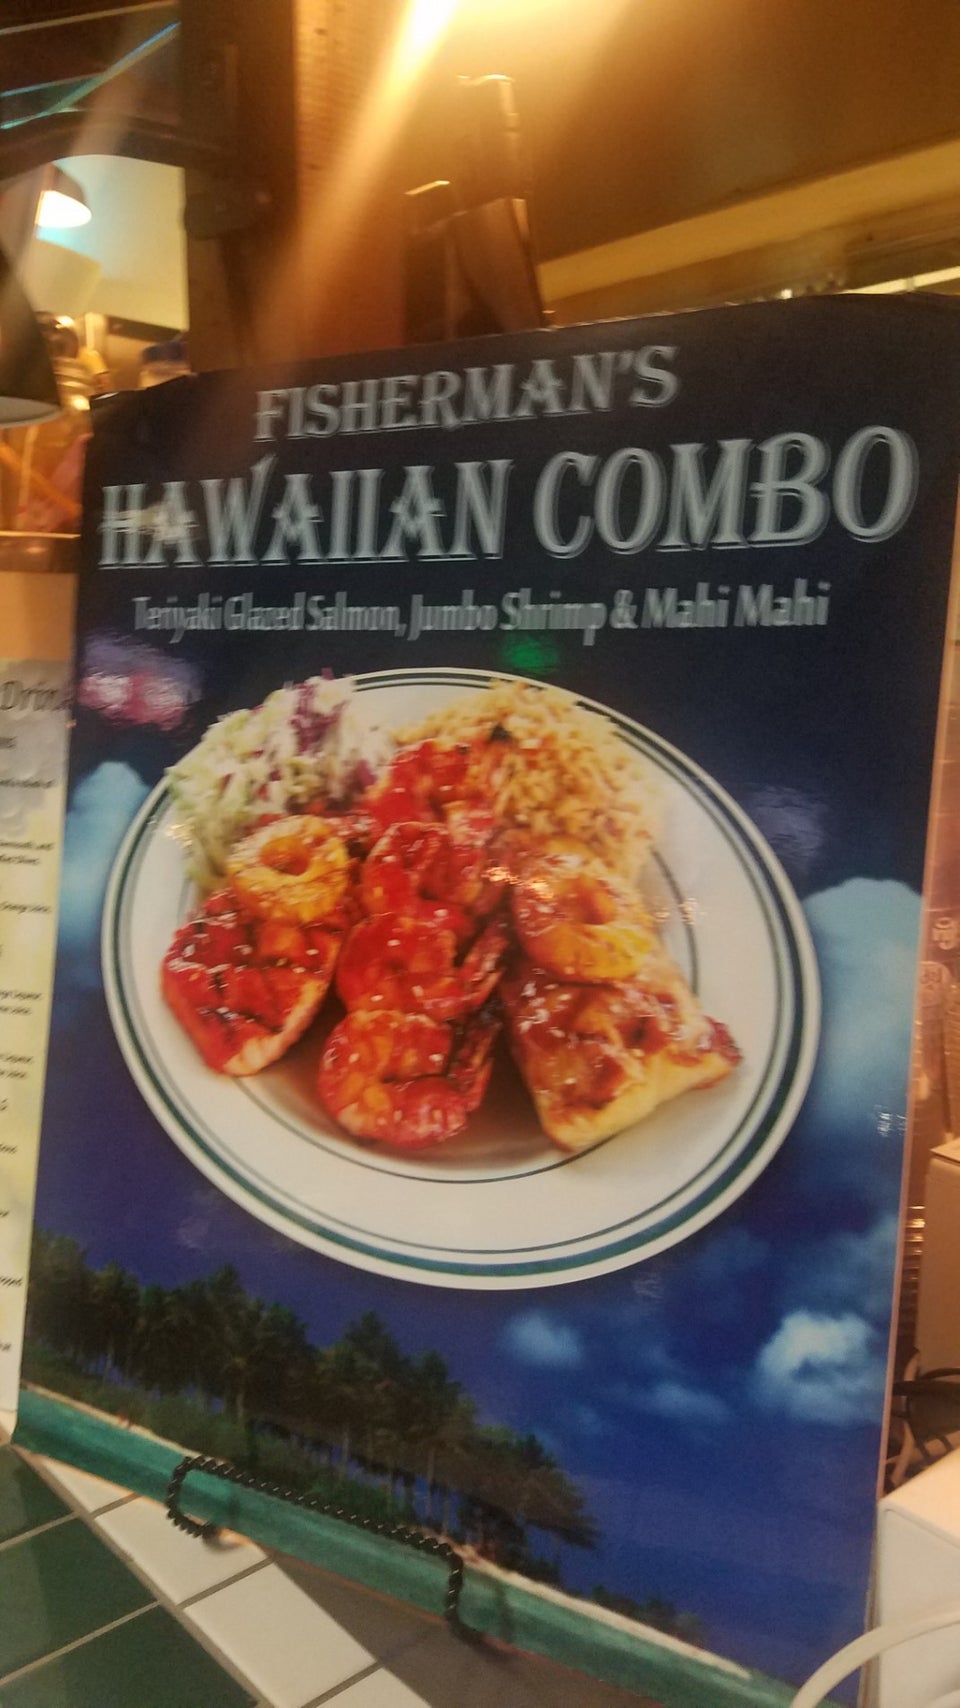 FISHERMAN'S
HAWAIIAN COMBO
Teriyaki Glazed Salmon, Jumbo Shrimp & Mahi Mahi